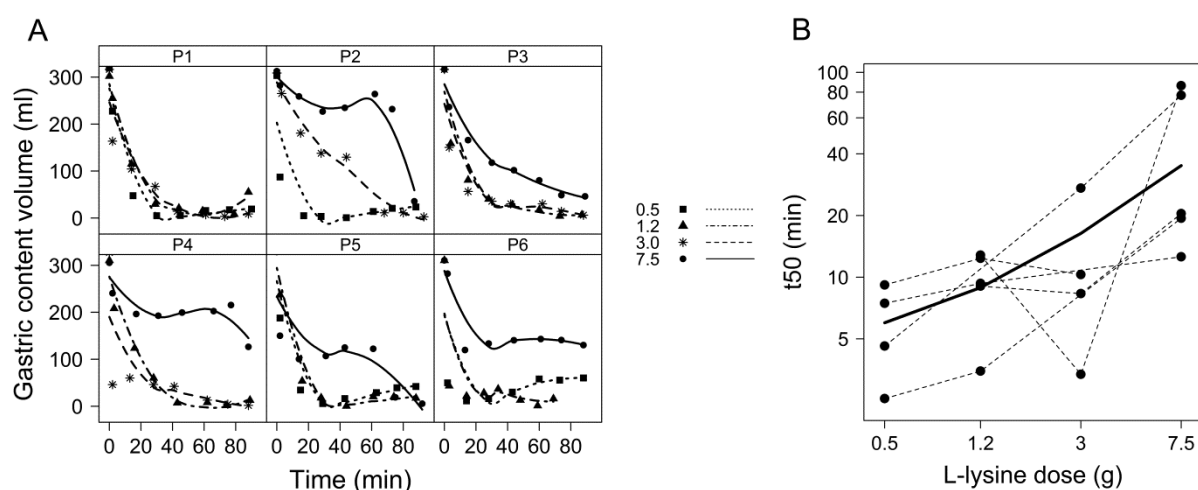 A
P1 P2 P3
300
200
100
0
P4 P5 P6
300
200
100
0
0 20 40 60 80 0 20 40 60 80 0 20 40 60 80
Gastric content volume (ml)
Time (min)
0.5
1.2
3.0
7.5
B
100
80
40
20
10
5
t50 (min)
0.5 1.2 3 7.5
L-lysine dose (g)